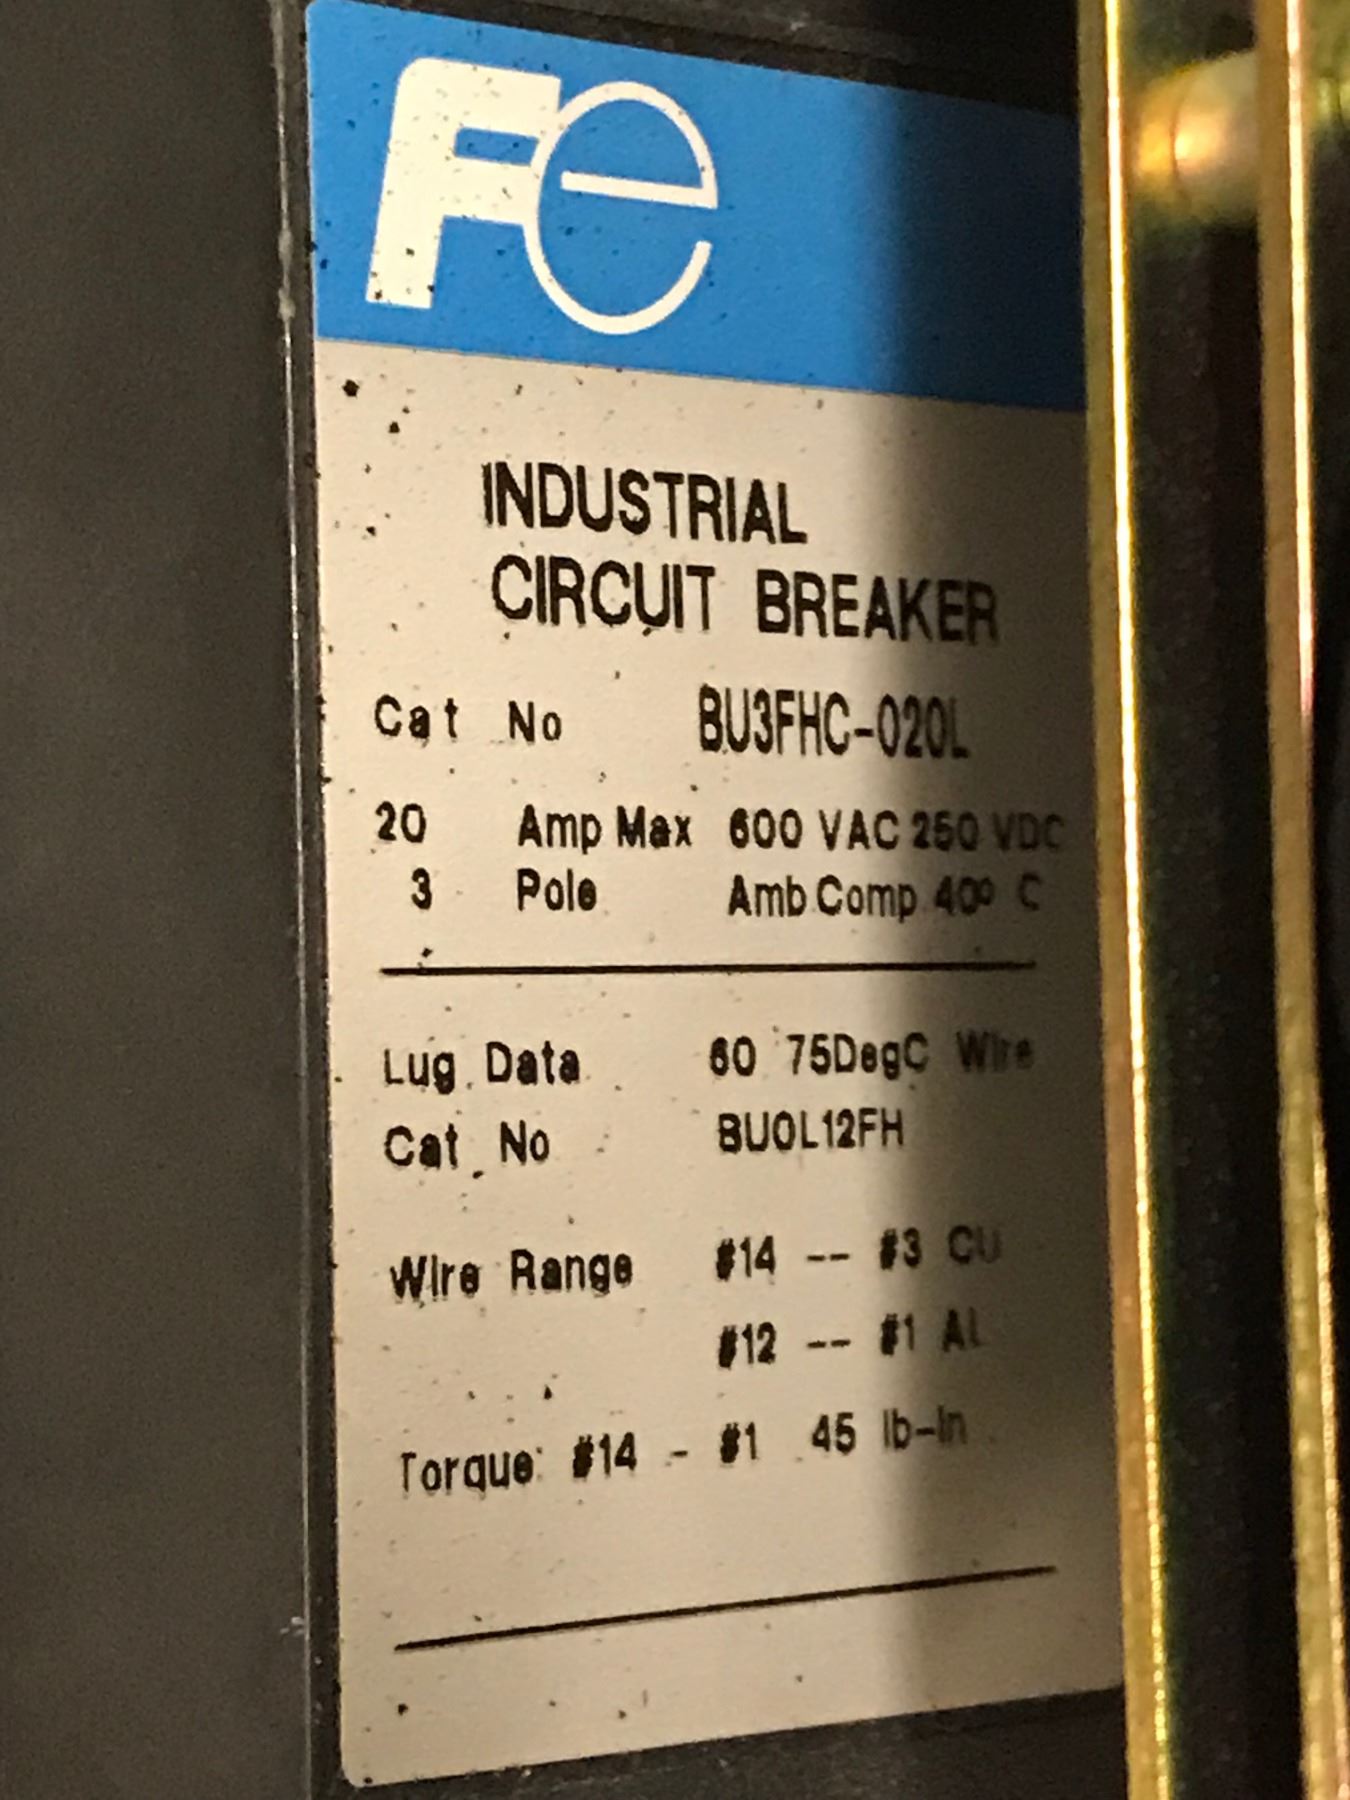 Fe
INDUSTRIAL
CIRCUIT BREAKER
Cat No BU3FHC-020L
20 Amp Max 600 VAC 250 VDC
3 Pole Amb Comp 40º C
Lug Data 60 75DegC Wire
Cat No BU0L12FH
Wire Range #14 -- #3 CU
#12 -- #1 AL
Torque #14 - #1 45 lb-in